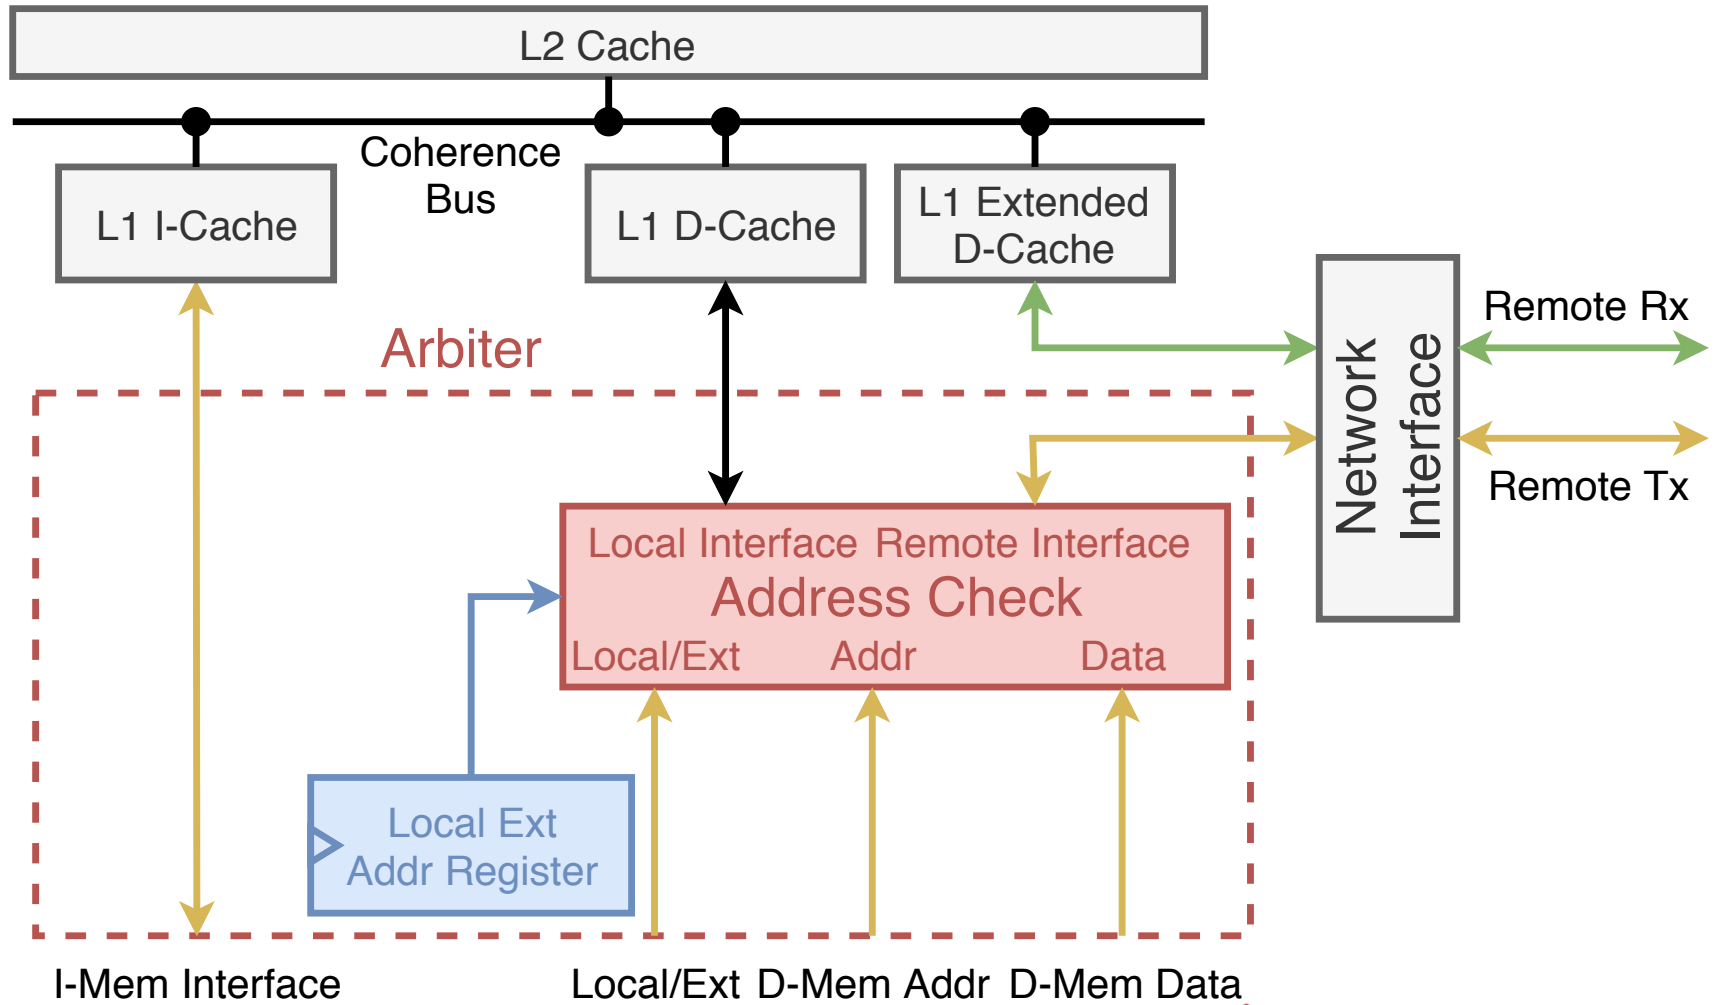 L2 Cache
Coherence
Bus
L1 I-Cache
L1 D-Cache
L1 Extended
D-Cache
Arbiter
Network
Interface
Remote Rx
Remote Tx
Local Interface
Remote Interface
Address Check
Local/Ext
Addr
Data
Local Ext
Addr Register
I-Mem Interface
Local/Ext
D-Mem Addr
D-Mem Data